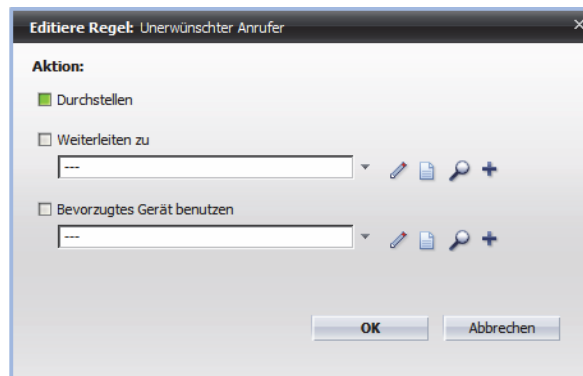 Editiere Regel: Unerwünschter Anrufer
Aktion:
Durchstellen
Weiterleiten zu
---
Bevorzugtes Gerät benutzen
---
OK Abbrechen